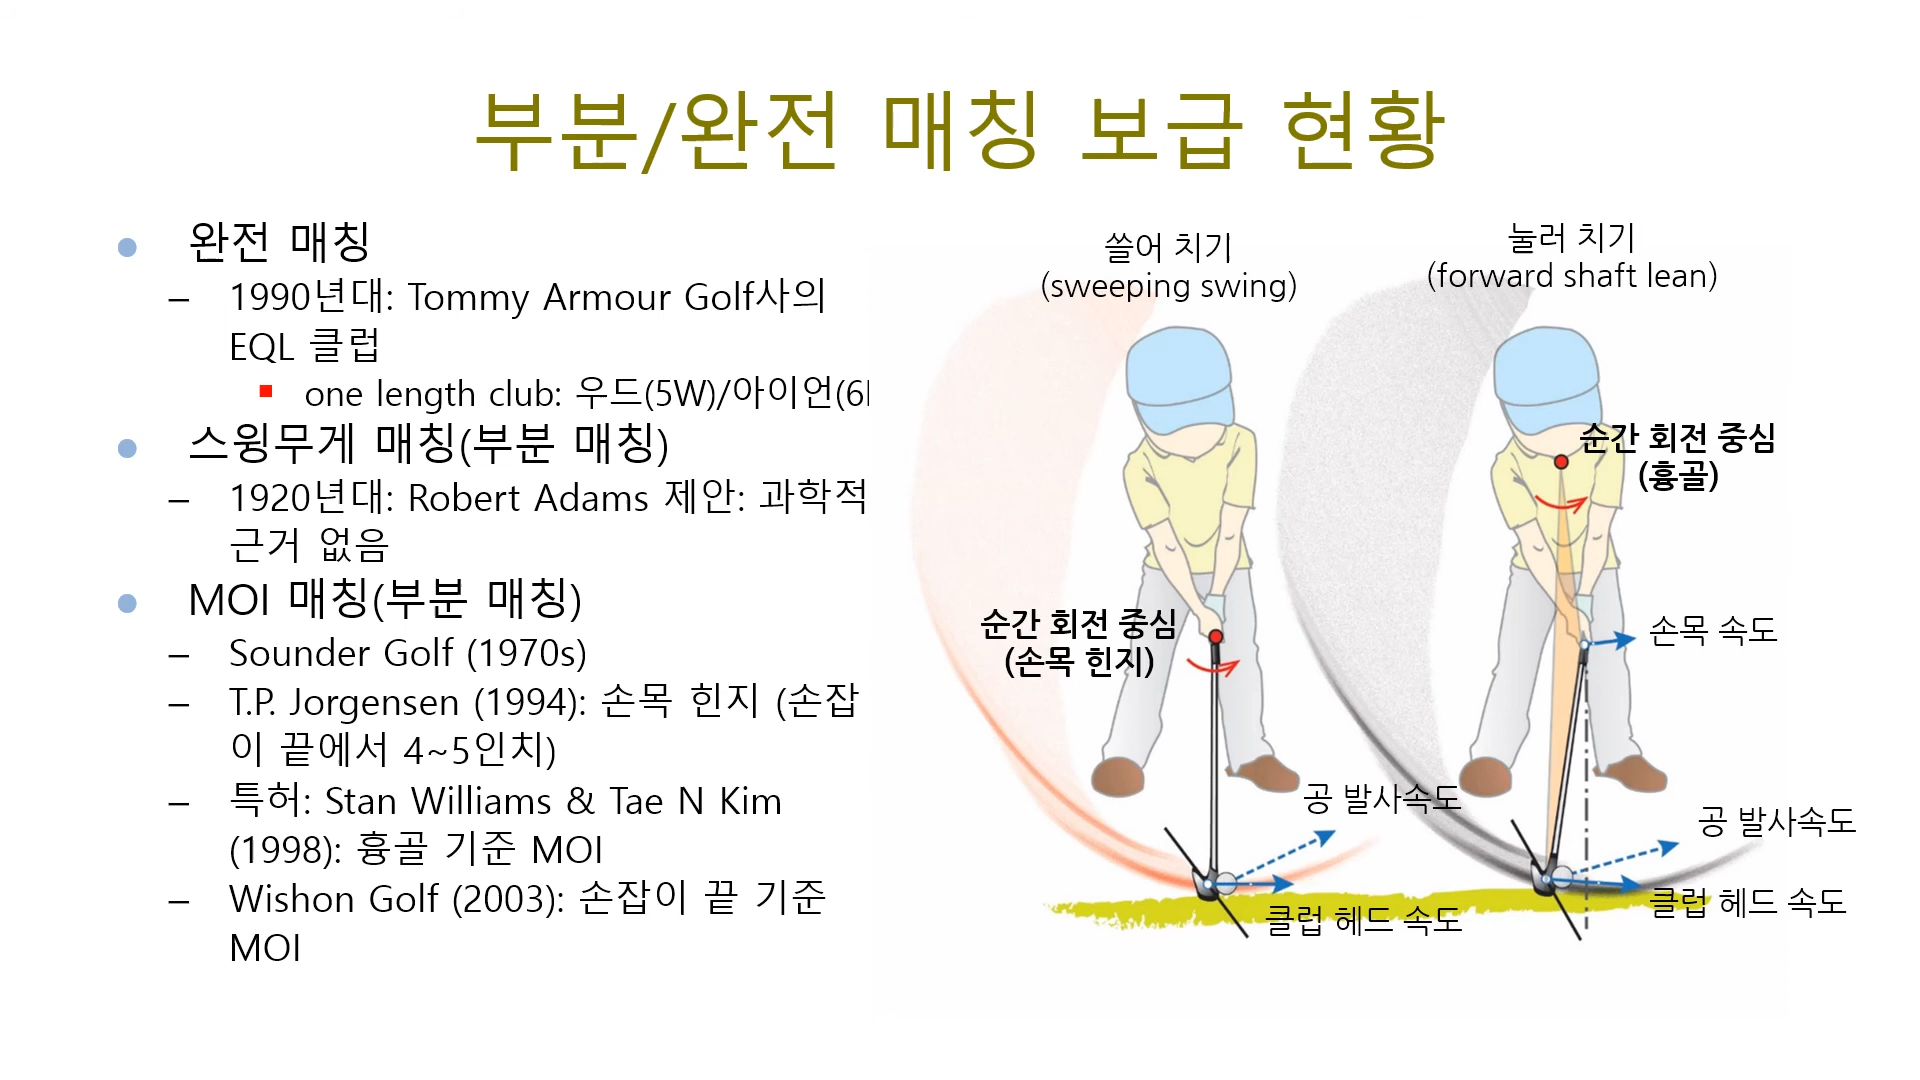 부분/완전 매칭 보급 현황
완전 매칭
1990년대: Tommy Armour Golf사의
EQL 클럽
one length club: 우드(5W)/아이언(6I
스윙무게 매칭(부분 매칭)
1920년대: Robert Adams 제안: 과학적
근거 없음
MOI 매칭(부분 매칭)
Sounder Golf (1970s)
T.P. Jorgensen (1994): 손목 힌지 (손잡
이 끝에서 4~5인치)
특허: Stan Williams & Tae N Kim
(1998): 흉골 기준 MOI
Wishon Golf (2003): 손잡이 끝 기준
MOI
쓸어 치기
(sweeping swing)
순간 회전 중심
(손목 힌지)
공 발사속도
클럽 헤드 속도
눌러 치기
(forward shaft lean)
순간 회전 중심
(흉골)
손목 속도
공 발사속도
클럽 헤드 속도